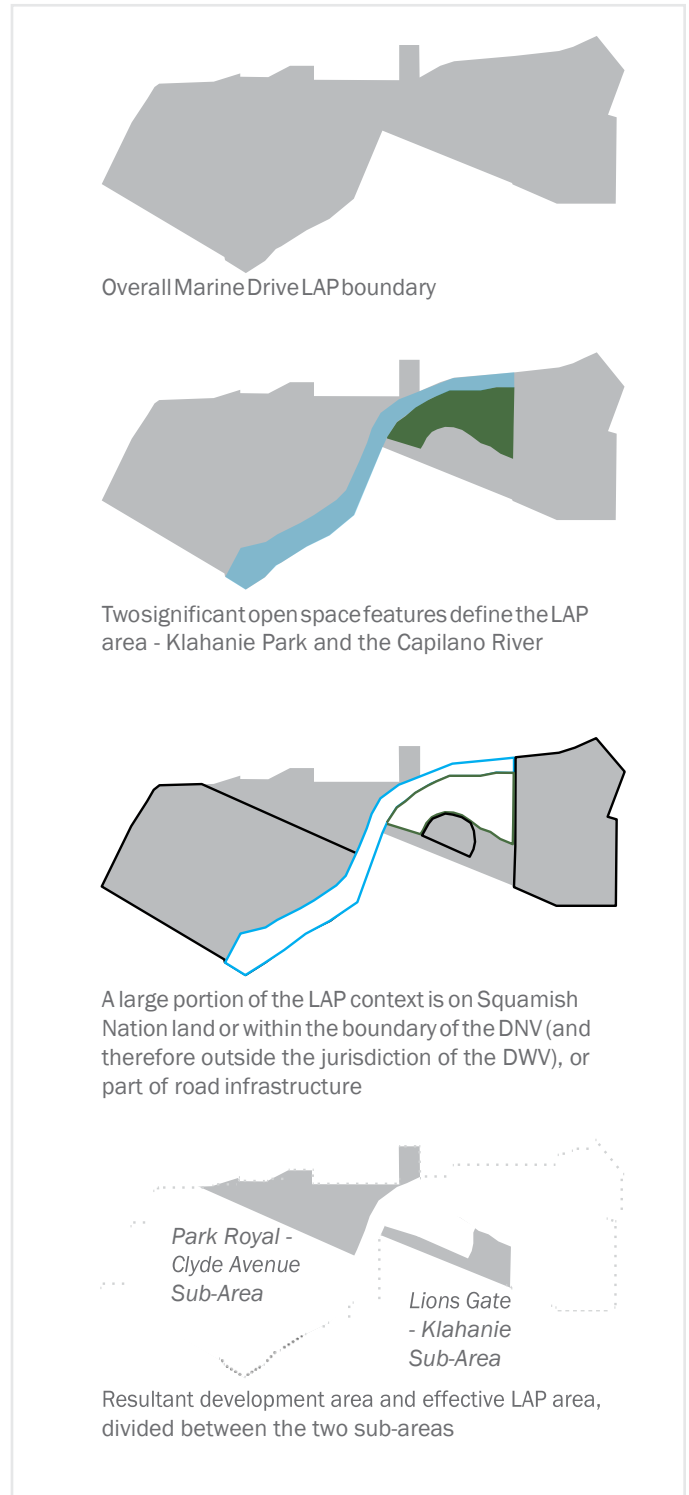 Overall Marine Drive LAP boundary
Two significant open space features define the LAP
area - Klahanie Park and the Capilano River
A large portion of the LAP context is on Squamish
Nation land or within the boundary of the DNV (and
therefore outside the jurisdiction of the DWV), or
part of road infrastructure
Park Royal -
Clyde Avenue
Sub-Area
Lions Gate
- Klahanie
Sub-Area
Resultant development area and effective LAP area,
divided between the two sub-areas